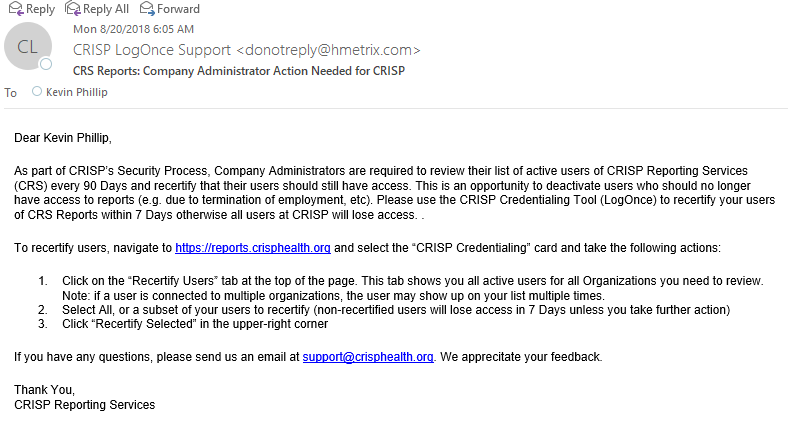 Reply Reply All Forward
CL
Mon 8/20/2018 6:05 AM
CRISP LogOnce Support <donotreply@hmetrix.com>
CRS Reports: Company Administrator Action Needed for CRISP
To Kevin Phillip
Dear Kevin Phillip,
As part of CRISP's Security Process, Company Administrators are required to review their list of active users of CRISP Reporting Services
(CRS) every 90 Days and recertify that their users should still have access. This is an opportunity to deactivate users who should no longer
have access to reports (e.g. due to termination of employment, etc). Please use the CRISP Credentialing Tool (LogOnce) to recertify your users
of CRS Reports within 7 Days otherwise all users at CRISP will lose access. .
To recertify users, navigate to https://reports.crisphealth.org and select the “CRISP Credentialing” card and take the following actions:
1. Click on the “Recertify Users” tab at the top of the page. This tab shows you all active users for all Organizations you need to review.
Note: if a user is connected to multiple organizations, the user may show up on your list multiple times.
2. Select All, or a subset of your users to recertify (non-recertified users will lose access in 7 Days unless you take further action)
3. Click “Recertify Selected” in the upper-right corner
If you have any questions, please send us an email at support@crisphealth.org. We apprecitate your feedback.
Thank You,
CRISP Reporting Services